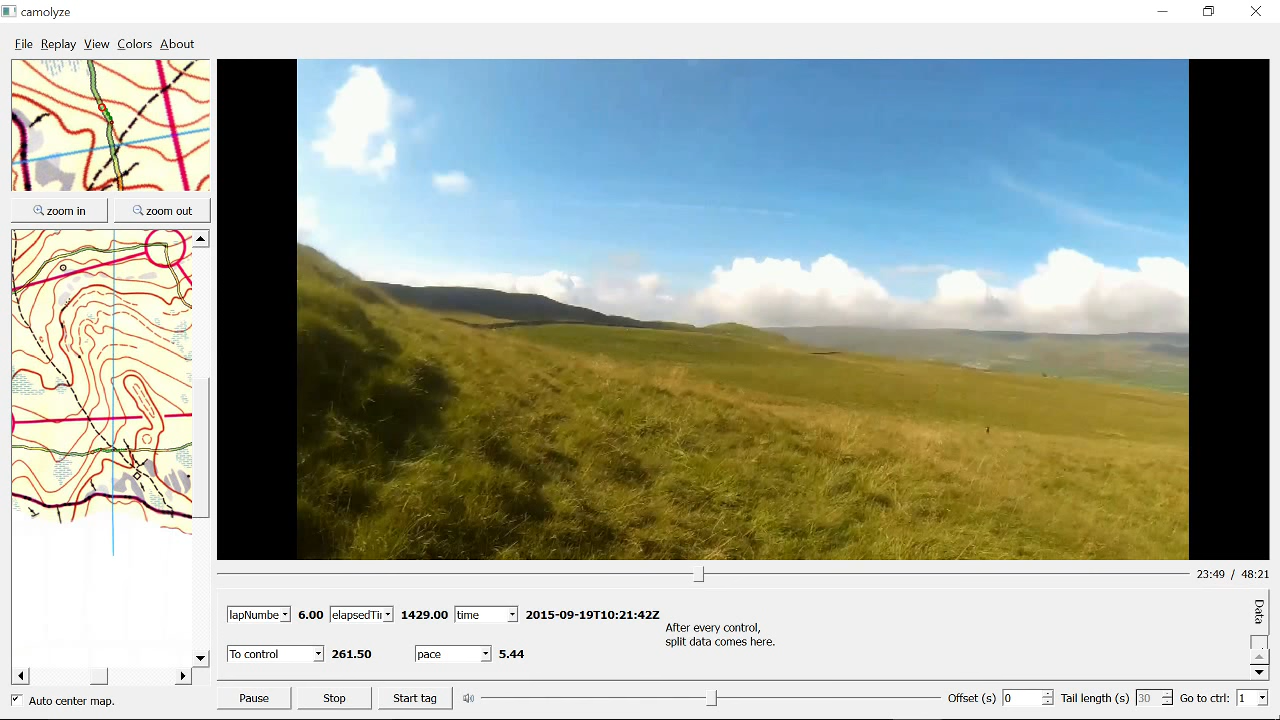 camolyze
File Replay View Colors About
zoom in zoom out
23:49 / 48:21
lapNumbe 6.00 elapsedTii 1429.00 time 2015-09-19T10:21:42Z
After every control,
split data comes here.
To control 261.50 pace 5.44
Data
Auto center map.
Pause Stop Start tag Offset (s) 0 Tail length (s) 30 Go to ctrl: 1